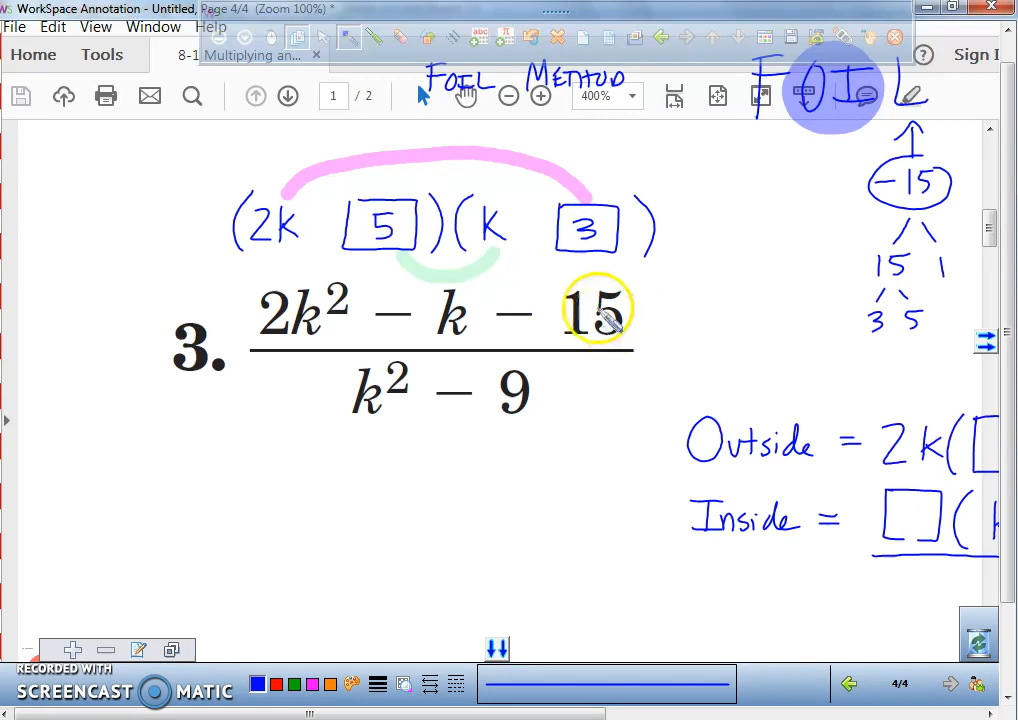 WorkSpace Annotation - Untitled, Page 4/4 (Zoom 100%) *
File Edit View Window Help
Home Tools 8-1 Multiplying an... × Sign I
1 / 2 400%
FOIL METHOD
FOIL
-15
(2k 5)(k 3)
15 1
3 5
3. 2k² − k − 15
k² − 9
Outside = 2k(
Inside = (
RECORDED WITH
SCREENCAST MATIC
4/4